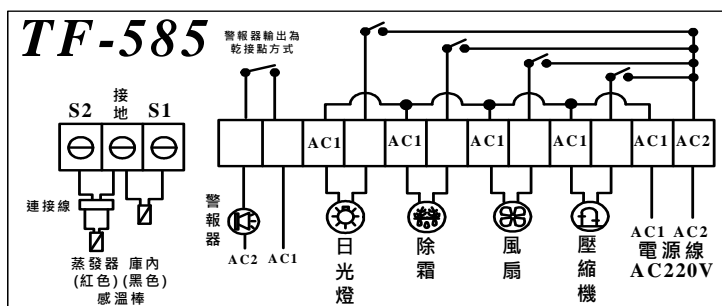 TF-585
警報器輸出為
乾接點方式
S2 接地 S1
AC1 AC1 AC1 AC1 AC1 AC2
連接線
蒸發器 庫內
(紅色) (黑色)
感溫棒
警報器
AC2 AC1
日光燈
除霜
風扇
壓縮機
AC1 AC2
電源線
AC220V